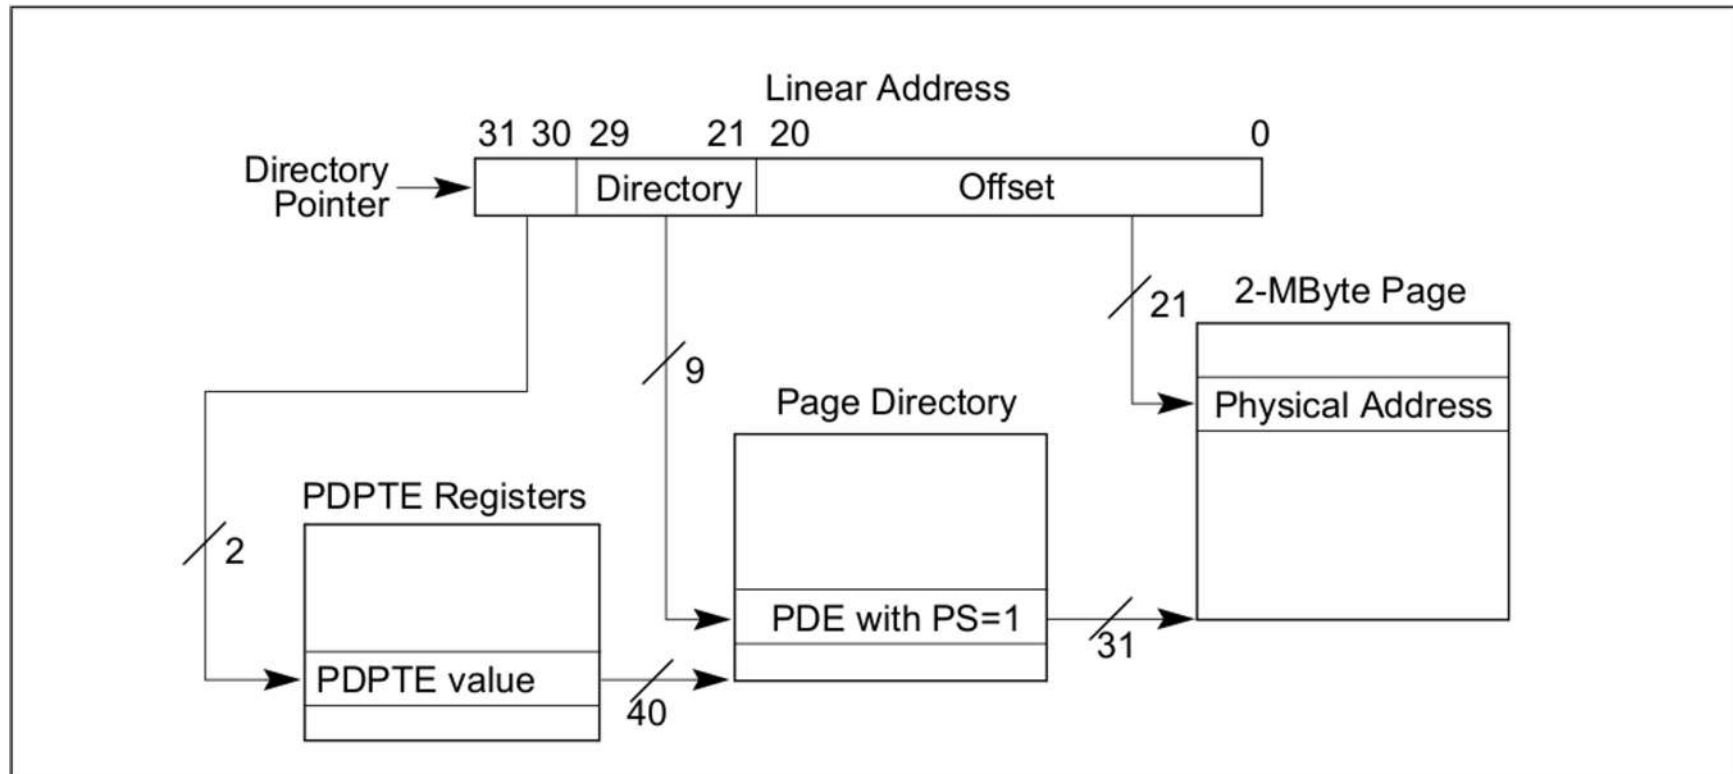 Linear Address
31 30 29 21 20 0
Directory
Pointer
Directory
Offset
21
2-MByte Page
9
Physical Address
Page Directory
PDPTE Registers
2
PDE with PS=1
31
PDPTE value
40